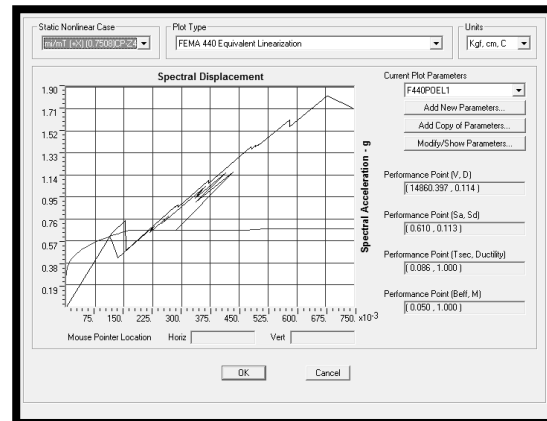 Static Nonlinear Case
Plot Type
Units
FEMA 440 Equivalent Linearization
Kgf, cm, C
Spectral Displacement
Current Plot Parameters
F440POEL1
Add New Parameters...
Add Copy of Parameters...
Modify/Show Parameters...
1.90
1.71
1.52
1.33
1.14
0.95
0.76
0.57
0.38
0.19
Spectral Acceleration - g
Performance Point (V, D)
( 14860.397 , 0.114 )
Performance Point (Sa, Sd)
( 0.610 , 0.113 )
Performance Point (Tsec, Ductility)
( 0.086 , 1.000 )
Performance Point (Beff, M)
( 0.050 , 1.000 )
75. 150. 225. 300. 375. 450. 525. 600. 675. 750. x10-3
Mouse Pointer Location Horiz Vert
OK
Cancel